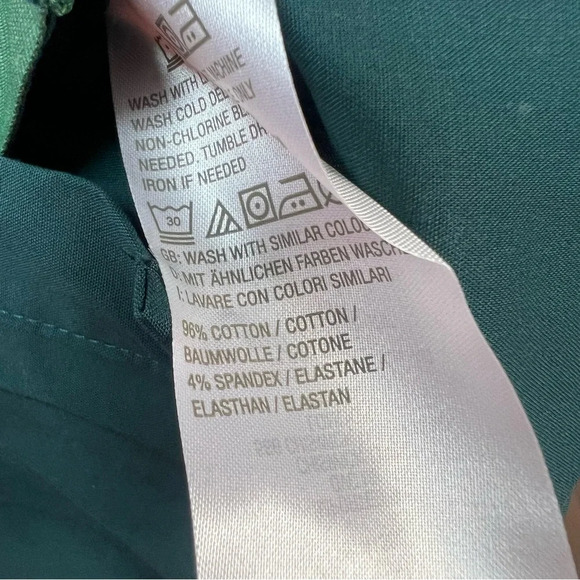 WASH WITH
WASH COLD
ONLY
NON-CHLORINE
NEEDED. TUMBLE
IRON IF NEEDED
30
GB: WASH WITH SIMILAR
MIT ÄHNLICHEN FARBEN
I: LAVARE CON COLORI SIMILARI
96% COTTON / COTTON /
BAUMWOLLE / COTONE
4% SPANDEX / ELASTANE /
ELASTHAN / ELASTAN